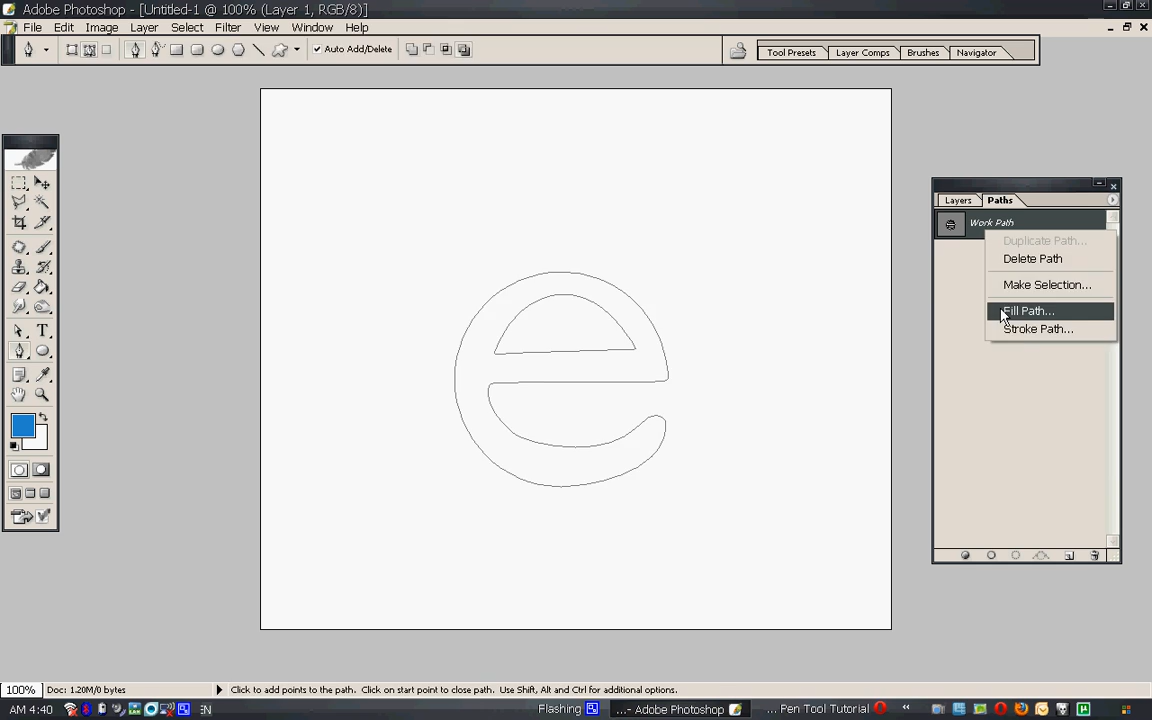 Adobe Photoshop - [Untitled-1 @ 100% (Layer 1, RGB/8)]
File Edit Image Layer Select Filter View Window Help
Auto Add/Delete Tool Presets Layer Comps Brushes Navigator
Layers Paths
Work Path
Duplicate Path...
Delete Path
Make Selection...
Fill Path...
Stroke Path...
T
e
100% Doc: 1.20M/0 bytes Click to add points to the path. Click on start point to close path. Use Shift, Alt and Ctrl for additional options.
AM 4:40 EN Flashing ...- Adobe Photoshop ... Pen Tool Tutorial